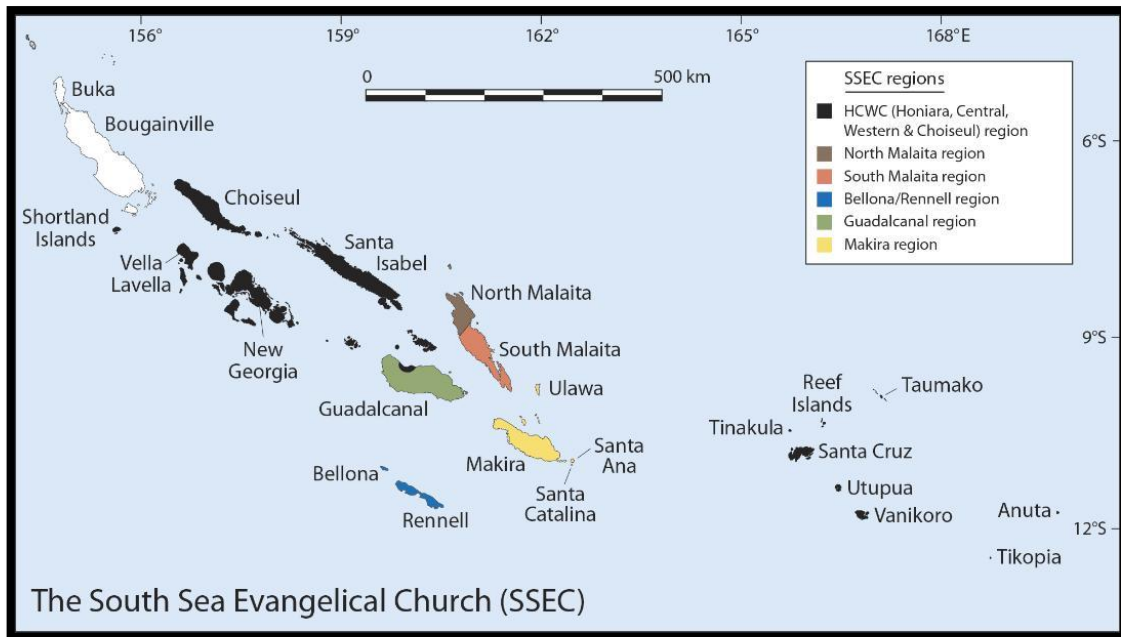 156°
159°
162°
165°
168°E
0
500 km
SSEC regions
HCWC (Honiara, Central,
Western & Choiseul) region
North Malaita region
South Malaita region
Bellona/Rennell region
Guadalcanal region
Makira region
6°S
9°S
12°S
Buka
Bougainville
Choiseul
Shortland
Islands
Santa
Isabel
Vella
Lavella
North Malaita
New
Georgia
South Malaita
Guadalcanal
Ulawa
Reef
Islands
Taumako
Tinakula
Santa Cruz
Makira
Santa
Ana
Santa
Catalina
Bellona
Rennell
Utupua
Vanikoro
Anuta
Tikopia
The South Sea Evangelical Church (SSEC)